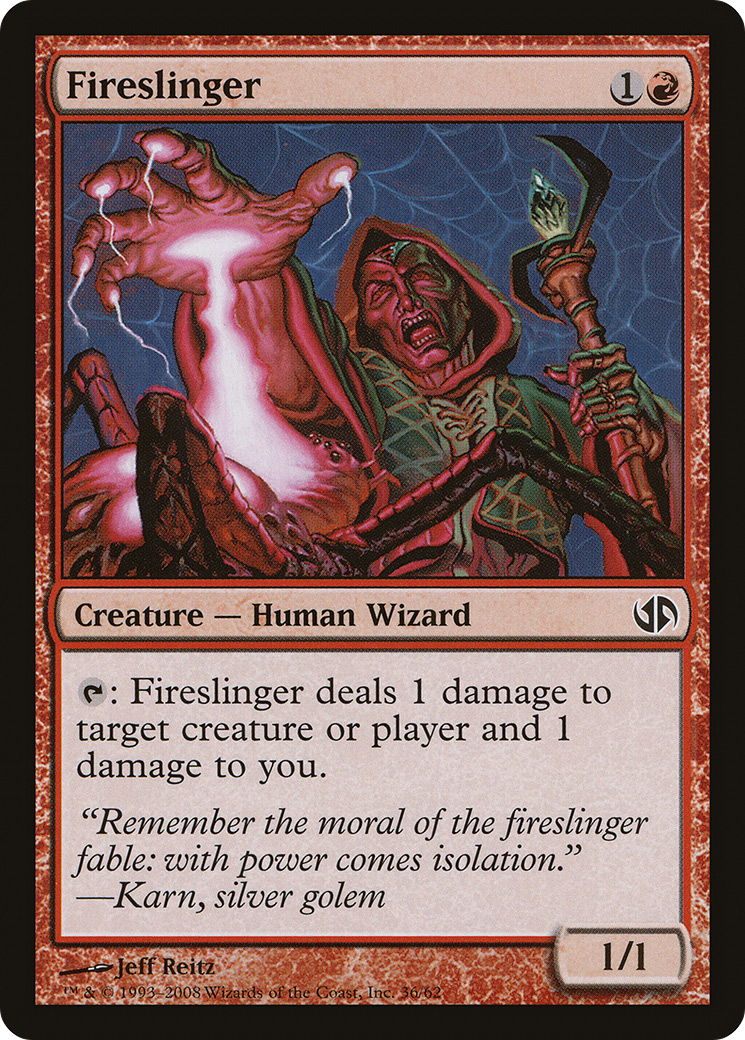 Fireslinger 1
Creature — Human Wizard
: Fireslinger deals 1 damage to
target creature or player and 1
damage to you.
“Remember the moral of the fireslinger
fable: with power comes isolation.”
—Karn, silver golem
1/1
Jeff Reitz
™ & © 1993–2008 Wizards of the Coast, Inc. 36/62